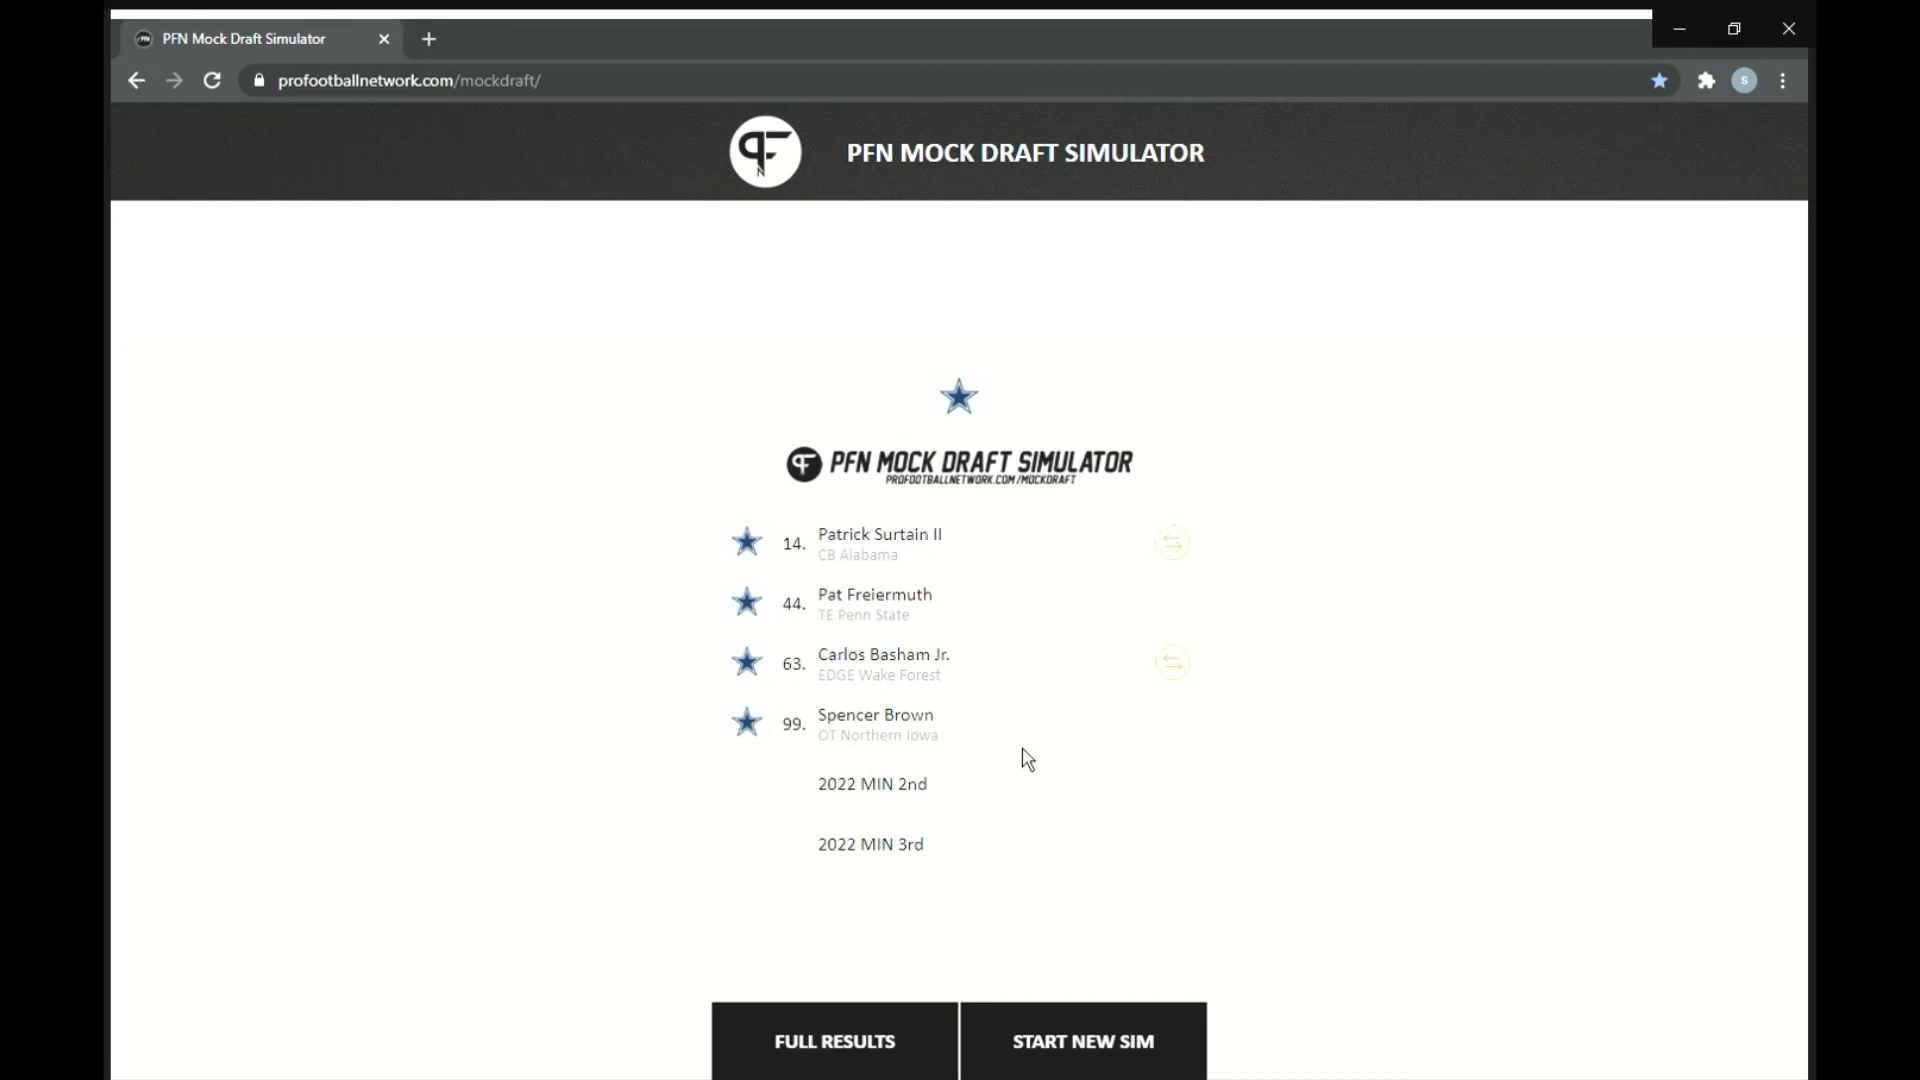 PFN Mock Draft Simulator
profootballnetwork.com/mockdraft/
S
PFN MOCK DRAFT SIMULATOR
PFN MOCK DRAFT SIMULATOR
PROFOOTBALLNETWORK.COM/MOCKDRAFT
14. Patrick Surtain II
CB Alabama
44. Pat Freiermuth
TE Penn State
63. Carlos Basham Jr.
EDGE Wake Forest
99. Spencer Brown
OT Northern Iowa
2022 MIN 2nd
2022 MIN 3rd
FULL RESULTS START NEW SIM